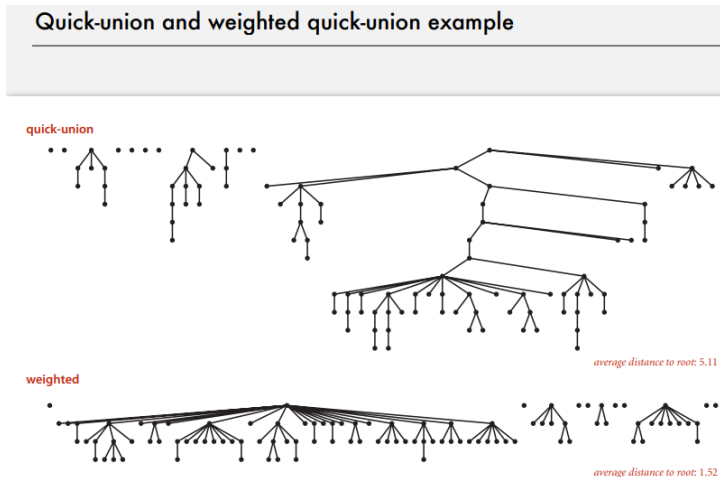 Quick-union and weighted quick-union example
quick-union
average distance to root: 5.11
weighted
average distance to root: 1.52